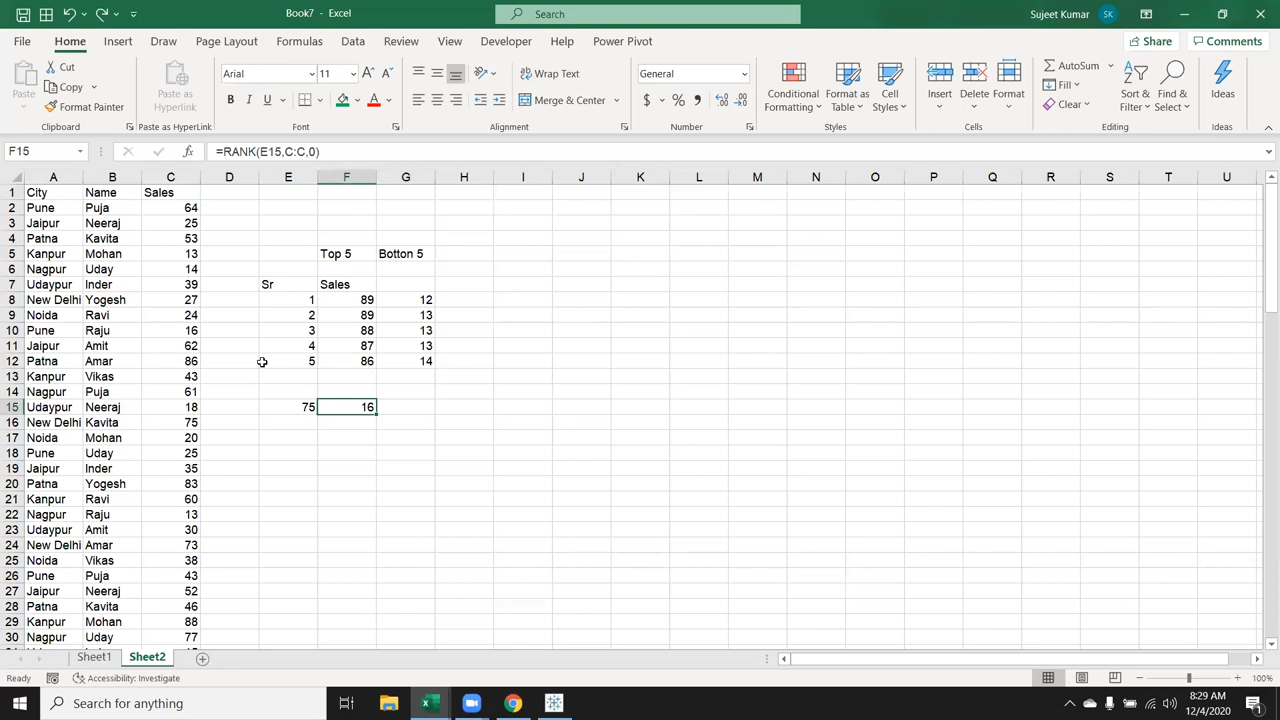 Book7 - Excel
Search
Sujeet Kumar
SK
File Home Insert Draw Page Layout Formulas Data Review View Developer Help Power Pivot
Share
Comments
Paste
Cut
Copy
Format Painter
Clipboard
Paste as Hyperlink
Paste as HyperLink
Arial 11
B I U
Font
Wrap Text
Merge & Center
Alignment
General
$ % ,
Number
Conditional Formatting
Format as Table
Cell Styles
Styles
Insert Delete Format
Cells
AutoSum
Fill
Clear
Sort & Filter
Find & Select
Editing
Ideas
Ideas
F15
fx
=RANK(E15,C:C,0)
A B C D E F G H I J K L M N O P Q R S T U
1 City Name Sales
2 Pune Puja 64
3 Jaipur Neeraj 25
4 Patna Kavita 53
5 Kanpur Mohan 13 Top 5 Botton 5
6 Nagpur Uday 14
7 Udaypur Inder 39 Sr Sales
8 New Delhi Yogesh 27 1 89 12
9 Noida Ravi 24 2 89 13
10 Pune Raju 16 3 88 13
11 Jaipur Amit 62 4 87 13
12 Patna Amar 86 5 86 14
13 Kanpur Vikas 43
14 Nagpur Puja 61
15 Udaypur Neeraj 18 75 16
16 New Delhi Kavita 75
17 Noida Mohan 20
18 Pune Uday 25
19 Jaipur Inder 35
20 Patna Yogesh 83
21 Kanpur Ravi 60
22 Nagpur Raju 13
23 Udaypur Amit 30
24 New Delhi Amar 73
25 Noida Vikas 38
26 Pune Puja 43
27 Jaipur Neeraj 52
28 Patna Kavita 46
29 Kanpur Mohan 88
30 Nagpur Uday 77
Sheet1 Sheet2
Ready
Accessibility: Investigate
100%
Search for anything
8:29 AM
12/4/2020